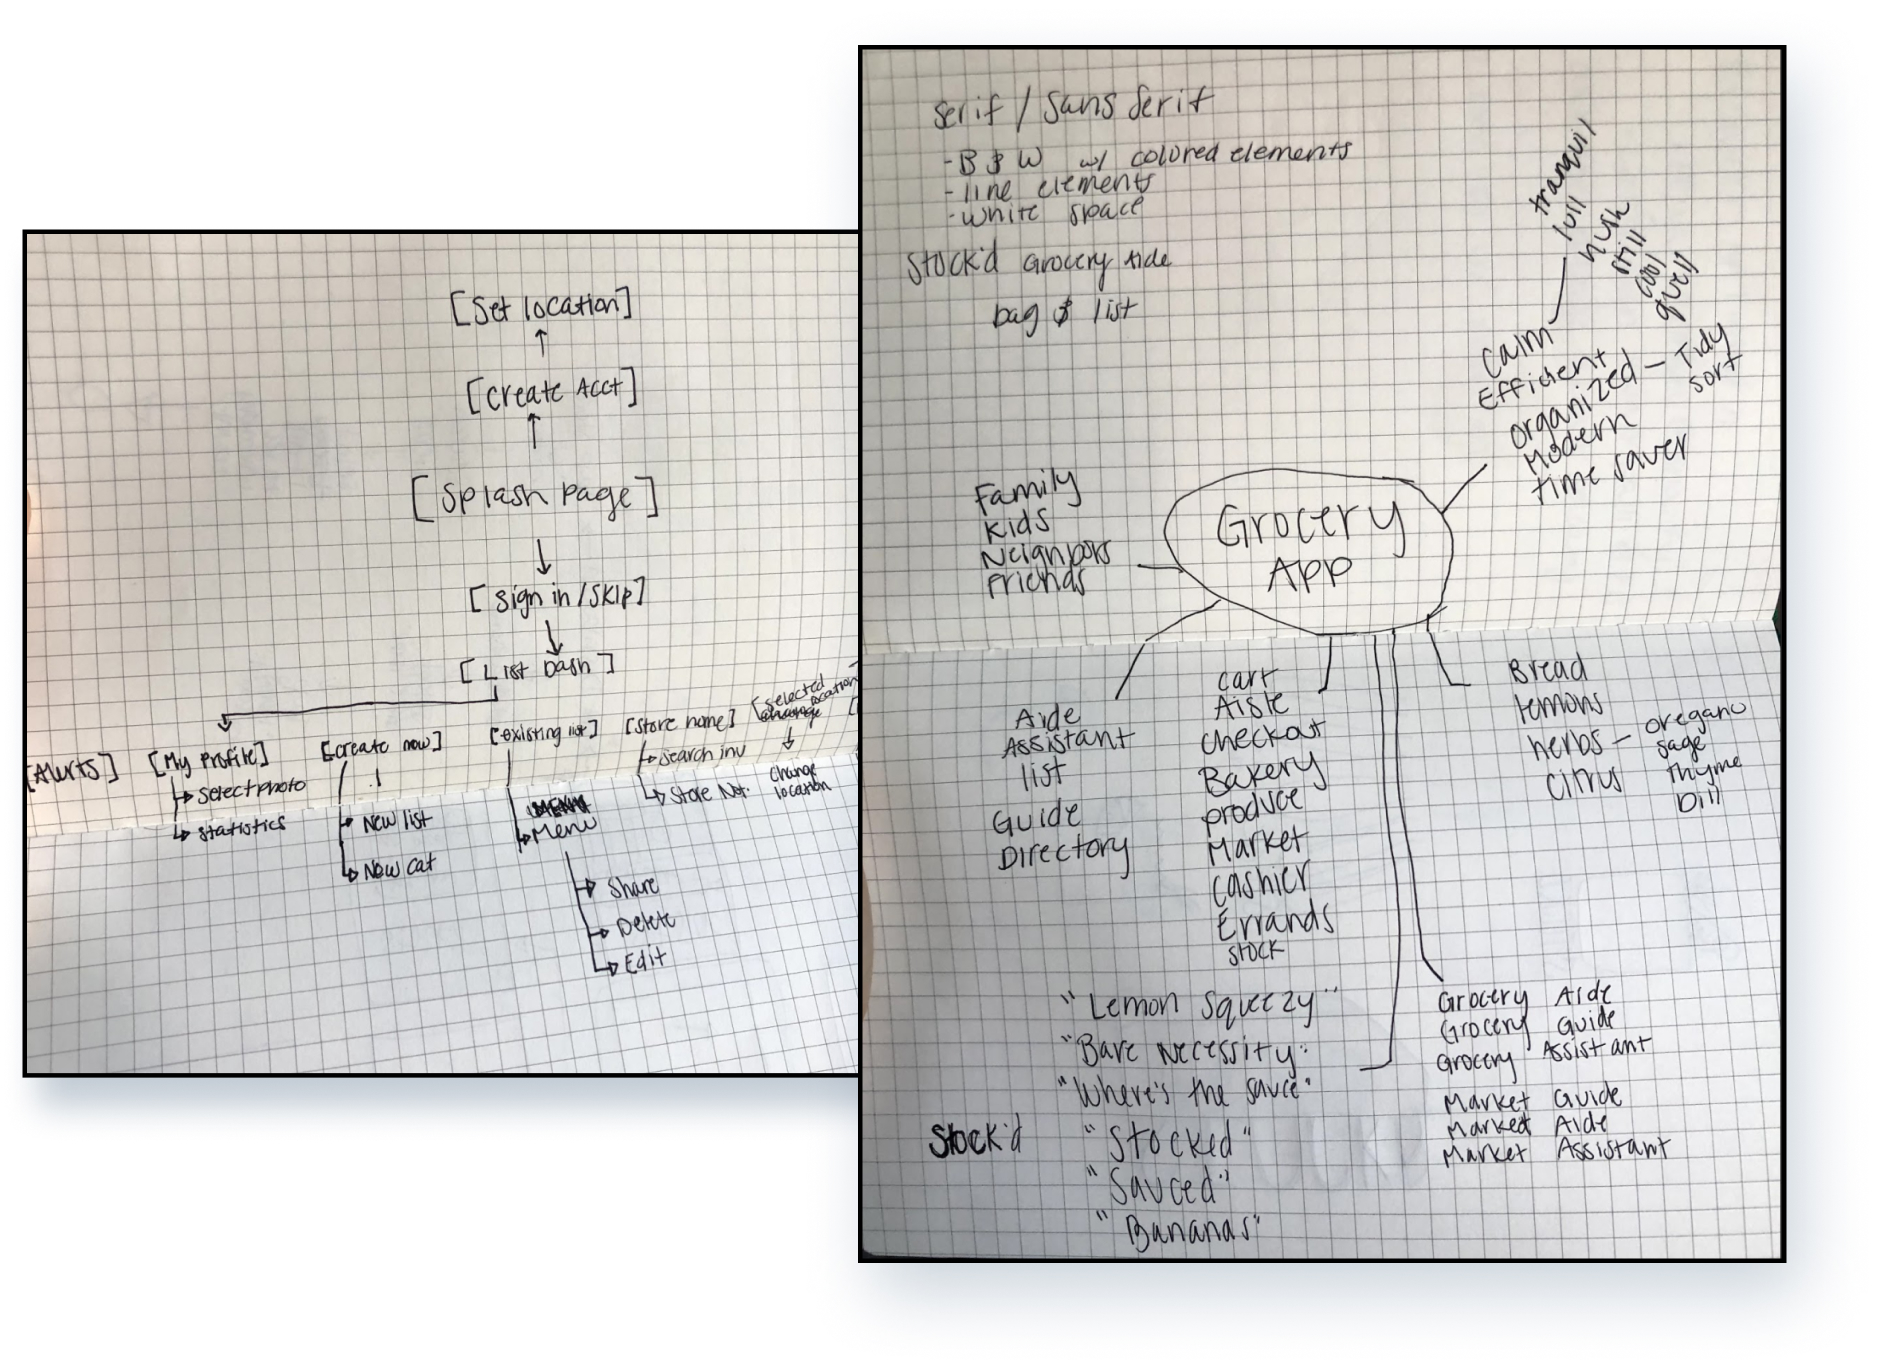 [Set location]
[Create Acct]
[Splash page]
[Sign in/SKIP]
[List Dash]
[Alerts]
[My Profile]
Select photo
Statistics
[Create new]
New list
New cat
[existing list]
Menu
Share
Delete
Edit
[Store name]
Search inv
Store Not.
[Selected
location
Change
location
Serif / Sans Serif
- B & W w/ colored elements
- line elements
- white space
Stock'd Grocery Aide
bag & list
tranquil
lull
hush
still
cool
quell
Calm
Efficient
organized - Tidy
sort
Modern
time saver
Family
Kids
Neighbors
Friends
Grocery
APP
Aide
Assistant
list
Guide
Directory
cart
Aisle
checkout
Bakery
produce
Market
cashier
Errands
stock
Bread
lemons
herbs - oregano
sage
Thyme
Dill
Citrus
"Lemon Squeezy"
"Bare Necessity"
"Where's the sauce"
Stock'd
"Stocked"
"Sauced"
"Bananas"
Grocery Aide
Grocery Guide
Grocery Assistant
Market Guide
Market Aide
Market Assistant